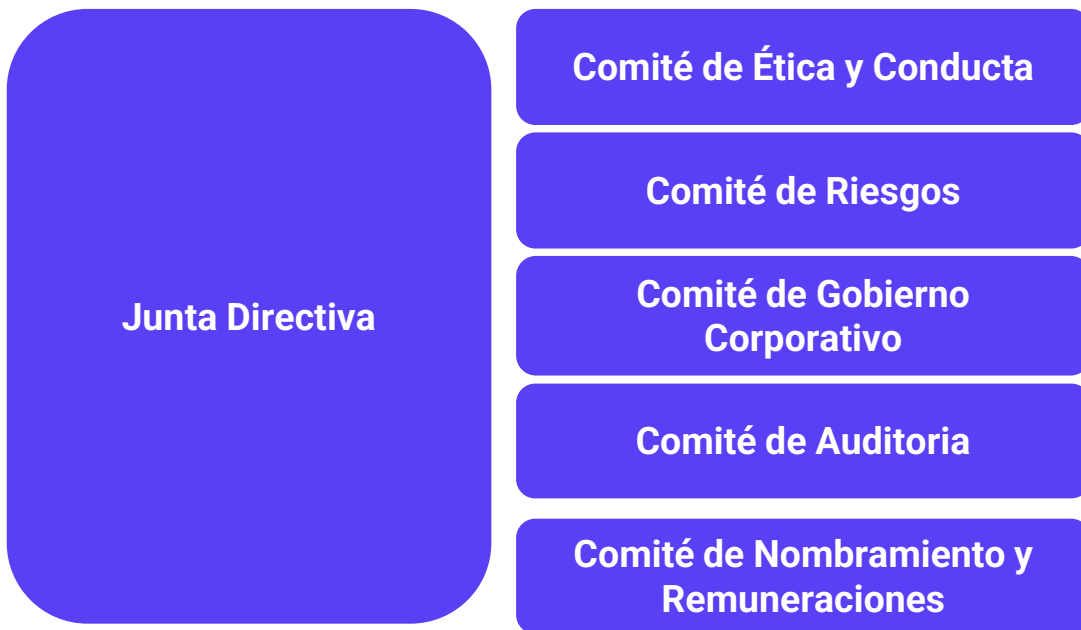 Junta Directiva
Comité de Ética y Conducta
Comité de Riesgos
Comité de Gobierno
Corporativo
Comité de Auditoria
Comité de Nombramiento y
Remuneraciones